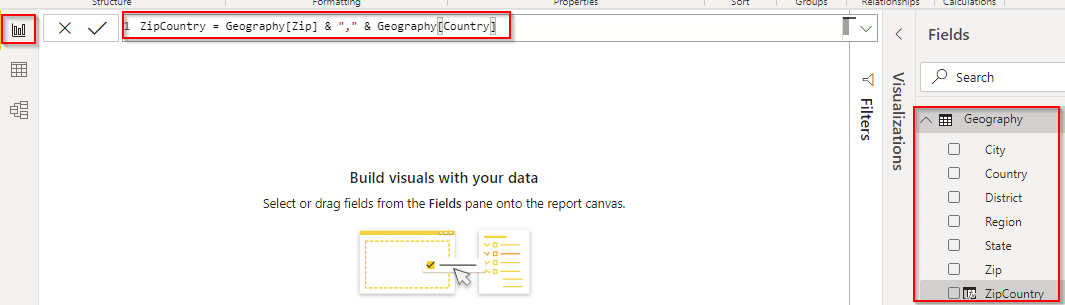 Structure Formatting Properties Sort Groups Relationships Calculations
1 ZipCountry = Geography[Zip] & "," & Geography[Country]
Fields
Search
Filters
Visualizations
Geography
City
Country
District
Region
State
Zip
ZipCountry
Build visuals with your data
Select or drag fields from the Fields pane onto the report canvas.